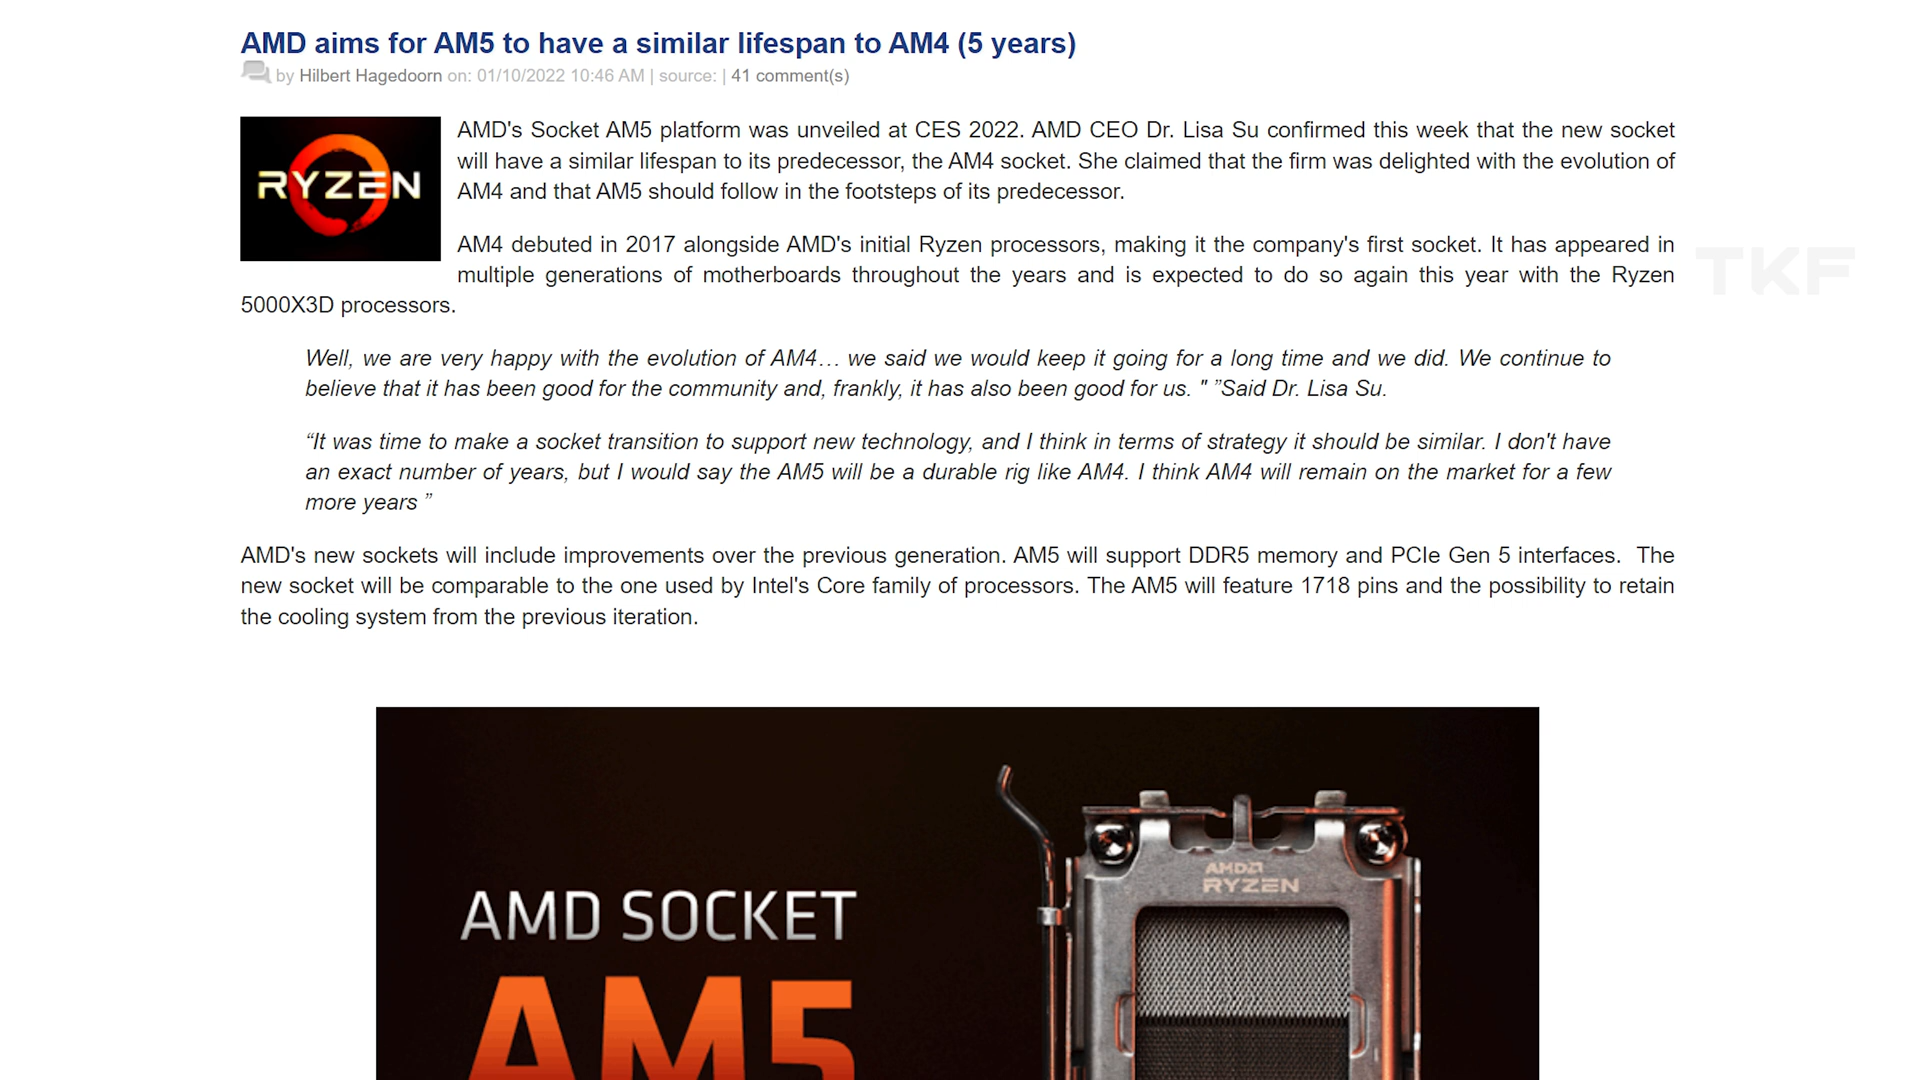 AMD aims for AM5 to have a similar lifespan to AM4 (5 years)
by Hilbert Hagedoorn on: 01/10/2022 10:46 AM | source: | 41 comment(s)
RYZEN
AMD's Socket AM5 platform was unveiled at CES 2022. AMD CEO Dr. Lisa Su confirmed this week that the new socket
will have a similar lifespan to its predecessor, the AM4 socket. She claimed that the firm was delighted with the evolution of
AM4 and that AM5 should follow in the footsteps of its predecessor.
AM4 debuted in 2017 alongside AMD's initial Ryzen processors, making it the company's first socket. It has appeared in
multiple generations of motherboards throughout the years and is expected to do so again this year with the Ryzen
5000X3D processors.
TKF
Well, we are very happy with the evolution of AM4… we said we would keep it going for a long time and we did. We continue to
believe that it has been good for the community and, frankly, it has also been good for us. " ”Said Dr. Lisa Su.
“It was time to make a socket transition to support new technology, and I think in terms of strategy it should be similar. I don't have
an exact number of years, but I would say the AM5 will be a durable rig like AM4. I think AM4 will remain on the market for a few
more years ”
AMD's new sockets will include improvements over the previous generation. AM5 will support DDR5 memory and PCIe Gen 5 interfaces.  The
new socket will be comparable to the one used by Intel's Core family of processors. The AM5 will feature 1718 pins and the possibility to retain
the cooling system from the previous iteration.
AMD
RYZEN
AMD SOCKET
AM5